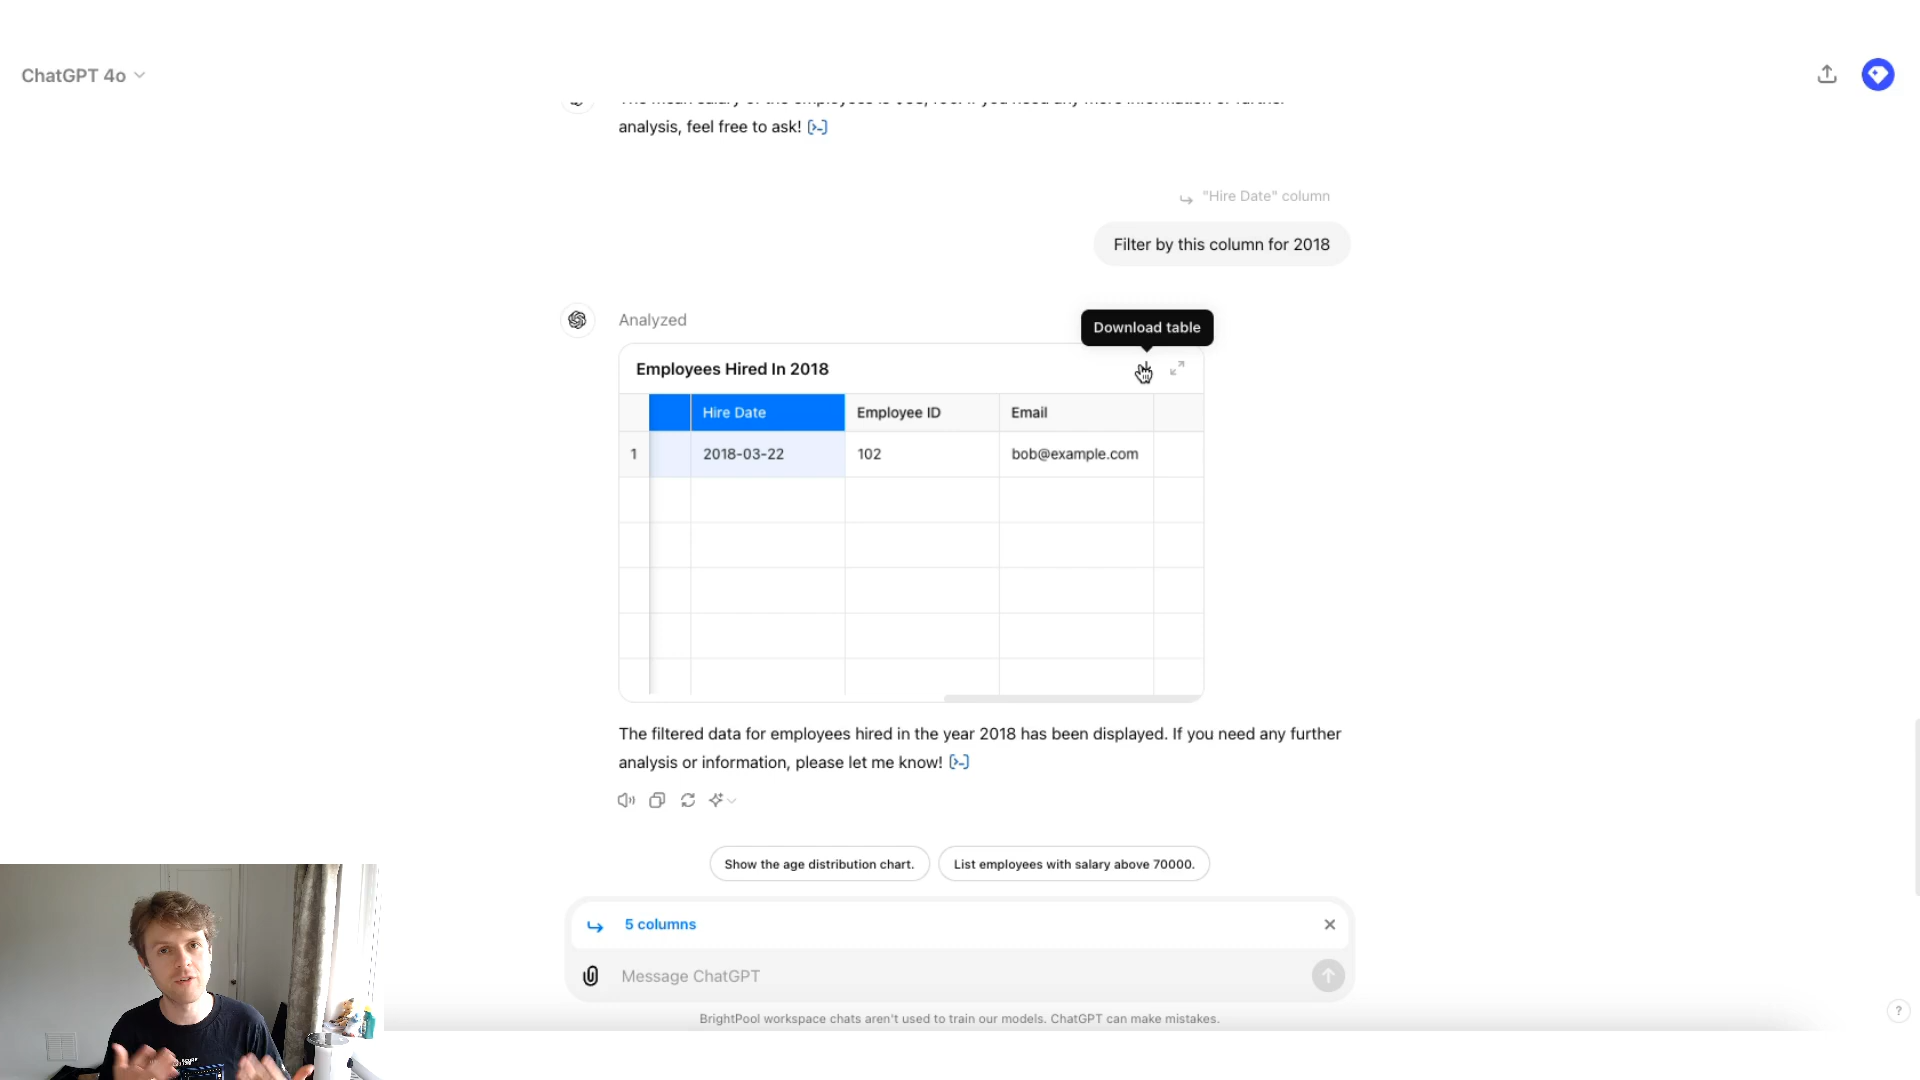 ChatGPT 4o
analysis, feel free to ask!
"Hire Date" column
Filter by this column for 2018
Analyzed
Download table
Employees Hired In 2018
Hire Date Employee ID Email
1 2018-03-22 102 bob@example.com
The filtered data for employees hired in the year 2018 has been displayed. If you need any further
analysis or information, please let me know!
Show the age distribution chart. List employees with salary above 70000.
5 columns
Message ChatGPT
BrightPool workspace chats aren't used to train our models. ChatGPT can make mistakes.
?